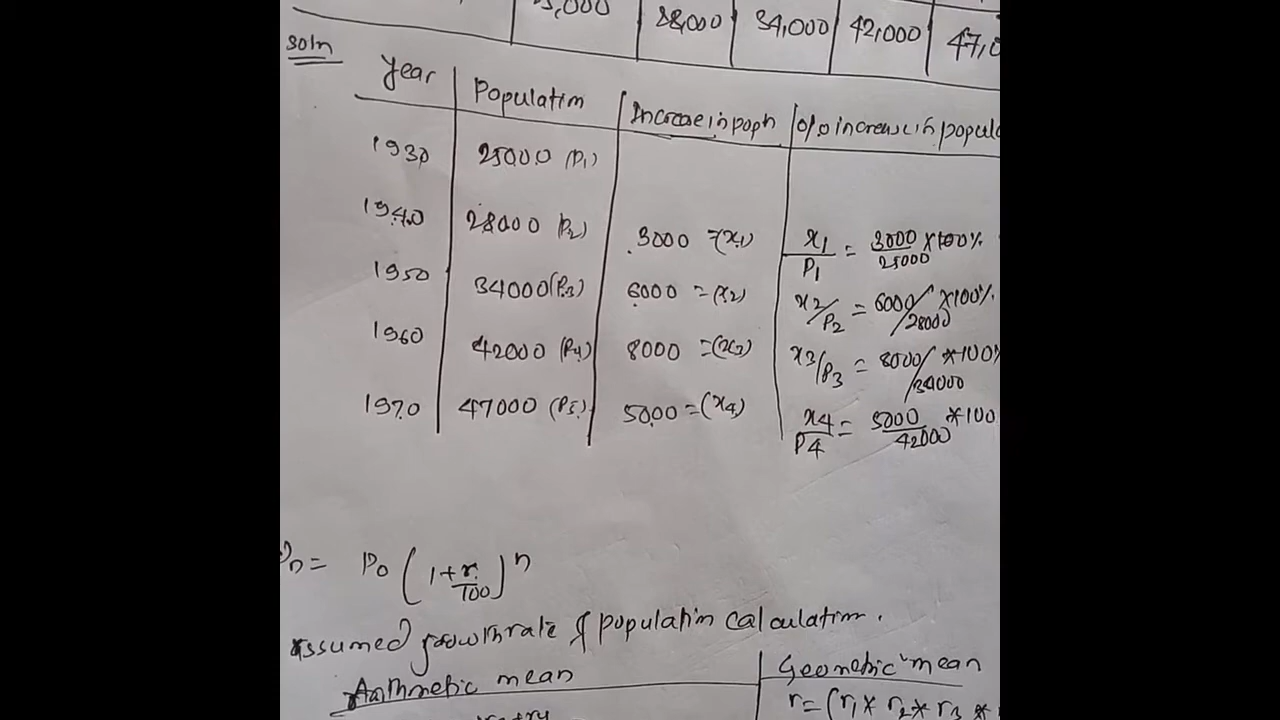 28,000 34,000 42,000
soln
Year Population Increase in popn % increase in popula
1930 25000 (P1)
1940 28000 (P2) 3000 =(x1) x1/P1 = 3000/25000 *100%
1950 34000 (P3) 6000 =(x2) x2/P2 = 6000/28000 *100%
1960 42000 (P4) 8000 =(x3) x3/P3 = 8000/34000 *100%
1970 47000 (P5) 5000 =(x4) x4/P4 = 5000/42000 *100
Pn = Po (1+r/100)^n
Assumed growth rate of population calculation.
Arithmetic mean Geometric mean
r=(r1* r2* r3 *